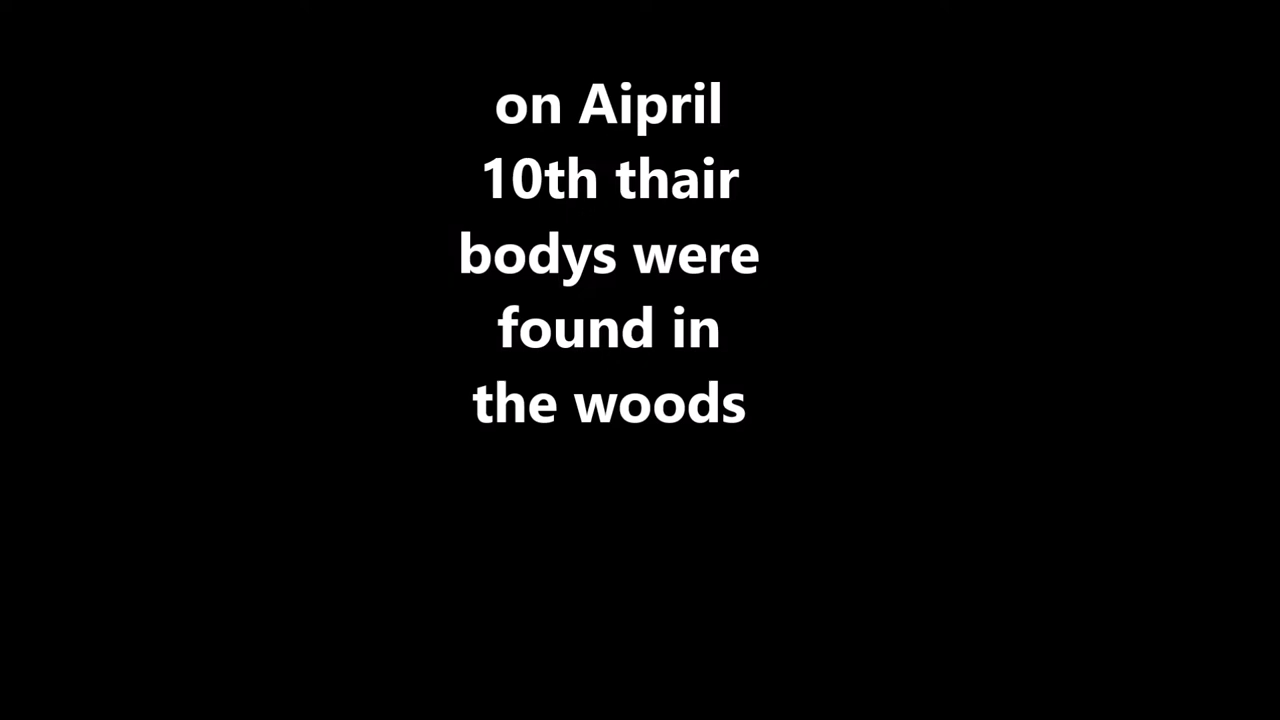 on Aipril
10th thair
bodys were
found in
the woods